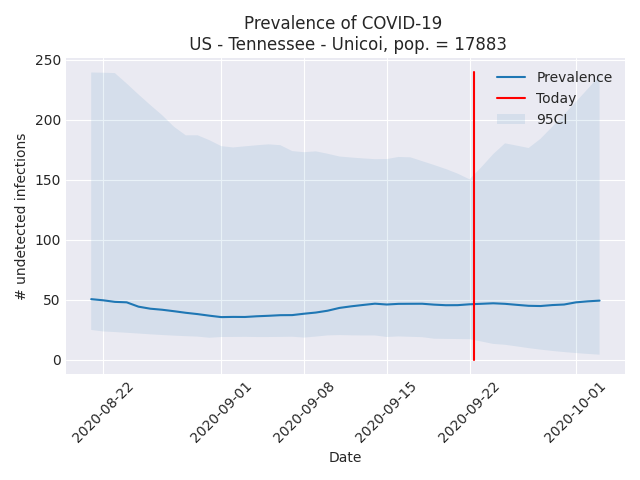 Prevalence of COVID-19
US - Tennessee - Unicoi, pop. = 17883
250
200
150
100
50
0
# undetected infections
Prevalence
Today
95CI
2020-08-22
2020-09-01
2020-09-08
2020-09-15
2020-09-22
2020-10-01
Date